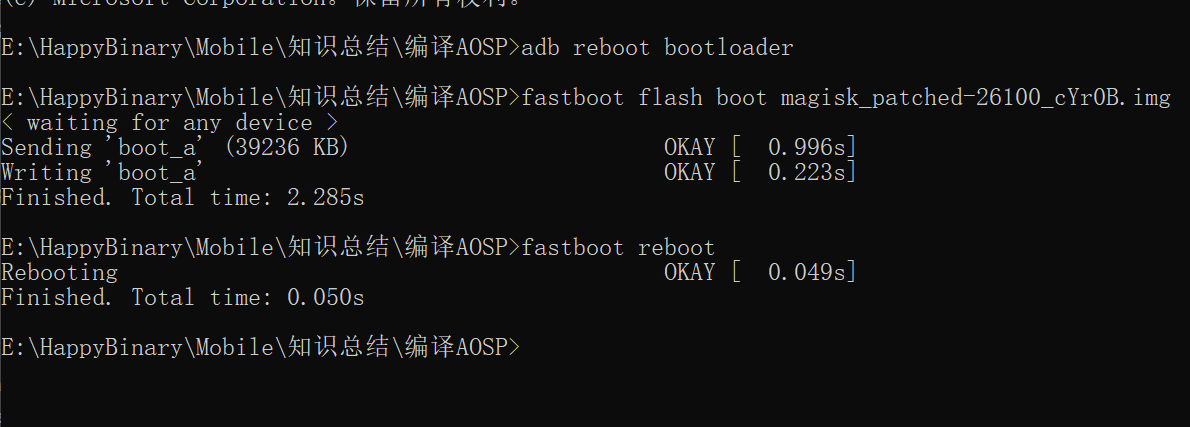 (c) Microsoft Corporation。保留所有权利。
E:\HappyBinary\Mobile\知识总结\编译AOSP>adb reboot bootloader
E:\HappyBinary\Mobile\知识总结\编译AOSP>fastboot flash boot magisk_patched-26100_cYr0B.img
< waiting for any device >
Sending 'boot_a' (39236 KB) OKAY [ 0.996s]
Writing 'boot_a' OKAY [ 0.223s]
Finished. Total time: 2.285s
E:\HappyBinary\Mobile\知识总结\编译AOSP>fastboot reboot
Rebooting OKAY [ 0.049s]
Finished. Total time: 0.050s
E:\HappyBinary\Mobile\知识总结\编译AOSP>